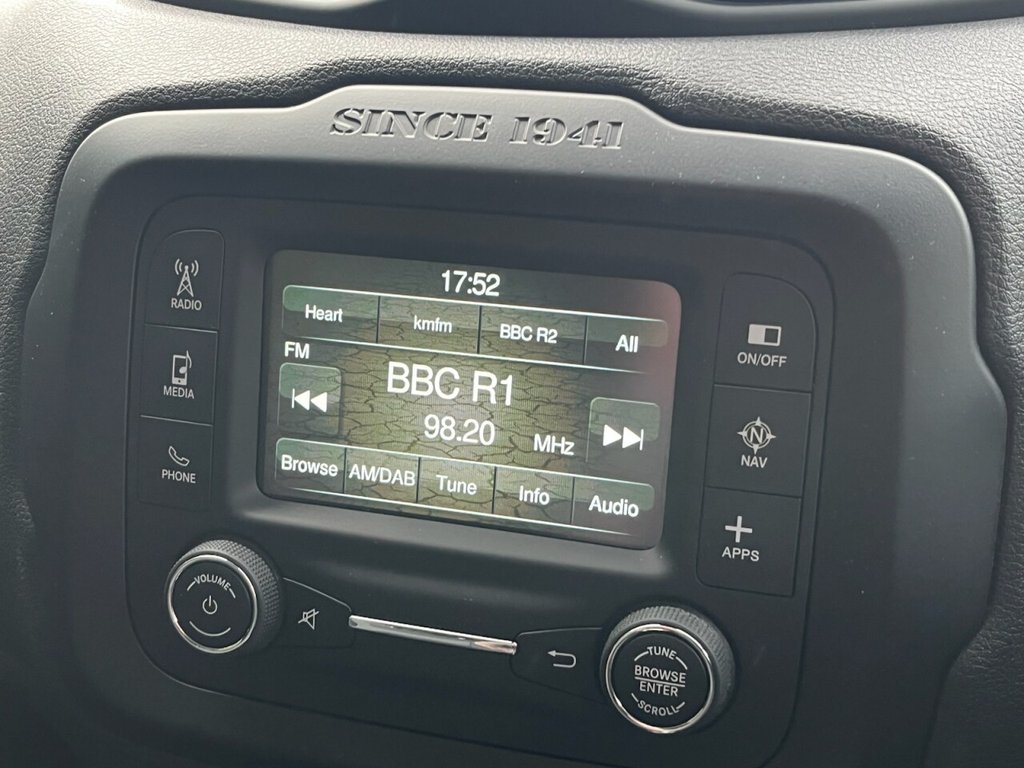 SINCE 1941
RADIO
MEDIA
PHONE
17:52
Heart
kmfm
BBC R2
All
FM
BBC R1
98.20 MHz
Browse
AM/DAB
Tune
Info
Audio
ON/OFF
N
NAV
APPS
VOLUME
TUNE
BROWSE
ENTER
SCROLL